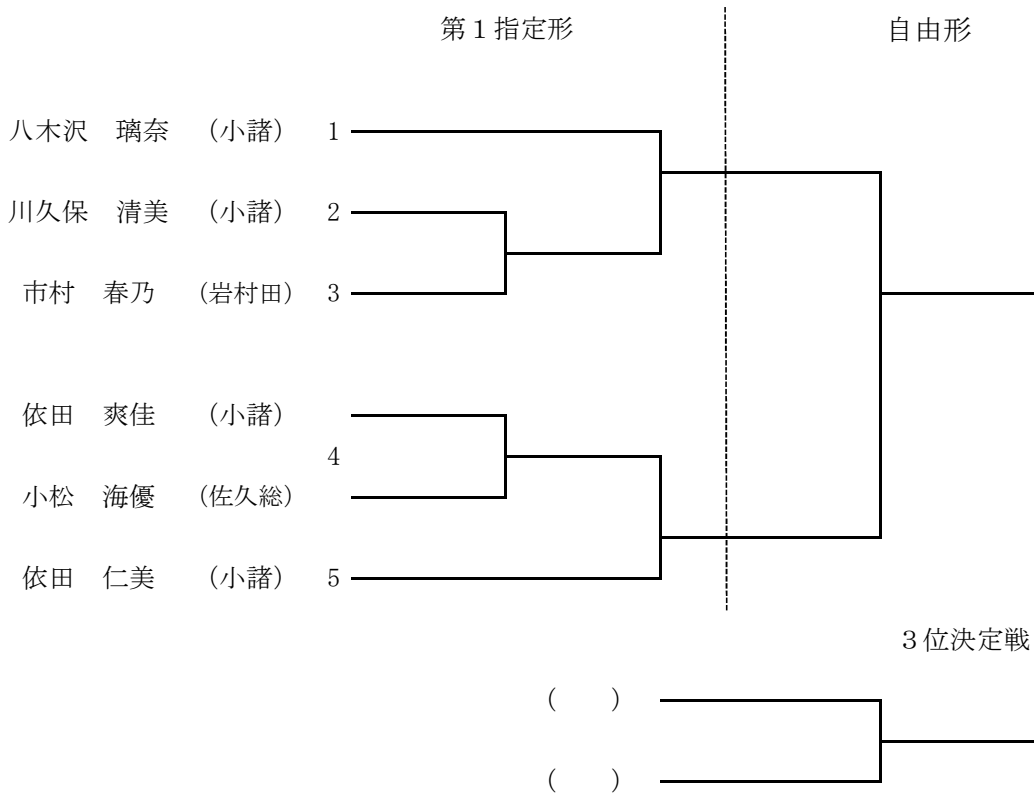 第１指定形 自由形
八木沢 璃奈 （小諸） 1
川久保 清美 （小諸） 2
市村 春乃 （岩村田） 3
依田 爽佳 （小諸）
4
小松 海優 （佐久総）
依田 仁美 （小諸） 5
３位決定戦
（ ）
（ ）